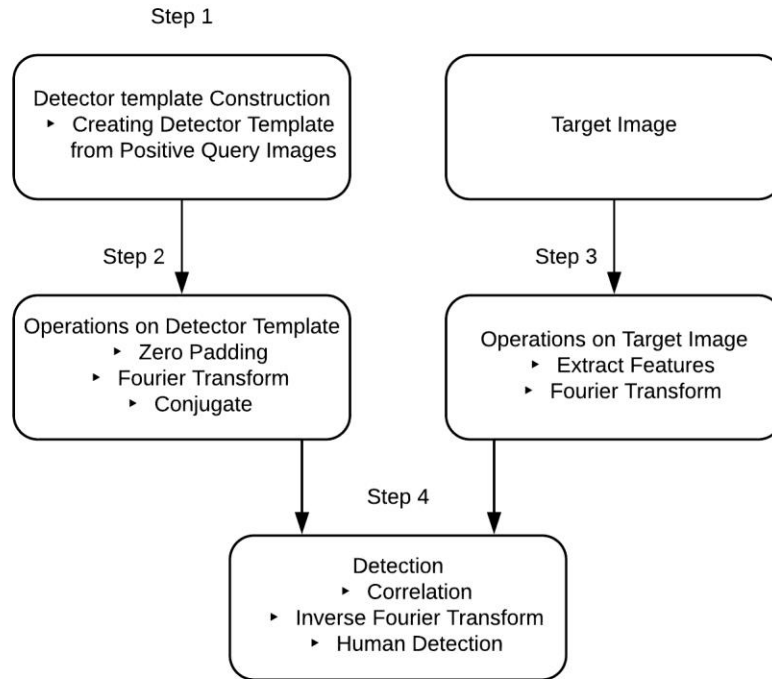 Step 1
Detector template Construction
‣ Creating Detector Template
from Positive Query Images
Target Image
Step 2
Step 3
Operations on Detector Template
‣ Zero Padding
‣ Fourier Transform
‣ Conjugate
Operations on Target Image
‣ Extract Features
‣ Fourier Transform
Step 4
Detection
‣ Correlation
‣ Inverse Fourier Transform
‣ Human Detection